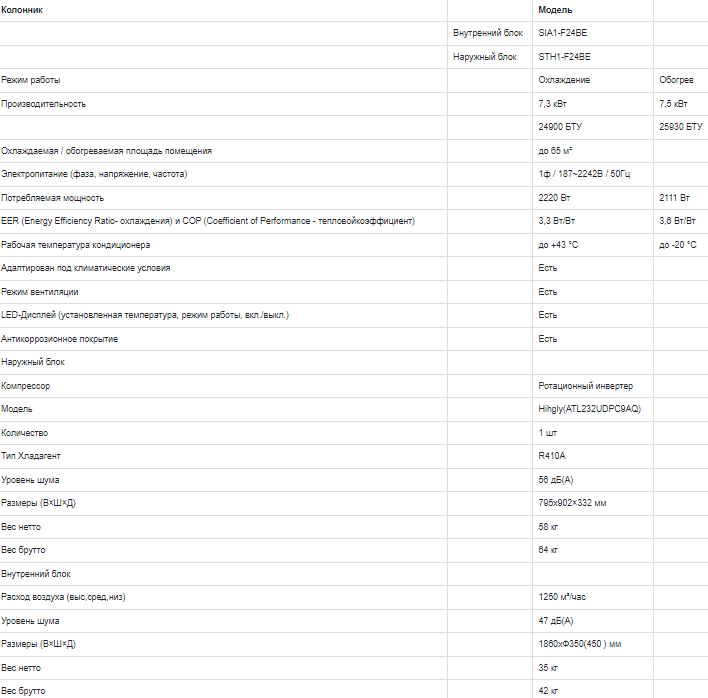 Колонник Модель
Внутренний блок SIA1-F24BE
Наружный блок STH1-F24BE
Режим работы Охлаждение Обогрев
Производительность 7,3 кВт 7,5 кВт
24900 БТУ 25930 БТУ
Охлаждаемая / обогреваемая площадь помещения до 65 м²
Электропитание (фаза, напряжение, частота) 1ф / 187~2242В / 50Гц
Потребляемая мощность 2220 Вт 2111 Вт
EER (Energy Efficiency Ratio- охлаждения) и COP (Coefficient of Performance - тепловойкоэффициент) 3,3 Вт/Вт 3,6 Вт/Вт
Рабочая температура кондиционера до +43 °С до -20 °С
Адаптирован под климатические условия Есть
Режим вентиляции Есть
LED-Дисплей (установленная температура, режим работы, вкл./выкл.) Есть
Антикоррозионное покрытие Есть
Наружный блок
Компрессор Ротационный инвертер
Модель Hihgly(ATL232UDPC9AQ)
Количество 1 шт
Тип Хладагент R410A
Уровень шума 56 дБ(А)
Размеры (В×Ш×Д) 795х902×332 мм
Вес нетто 58 кг
Вес брутто 64 кг
Внутренний блок
Расход воздуха (выс,сред,низ) 1250 м³/час
Уровень шума 47 дБ(А)
Размеры (В×Ш×Д) 1860хФ350(450 ) мм
Вес нетто 35 кг
Вес брутто 42 кг